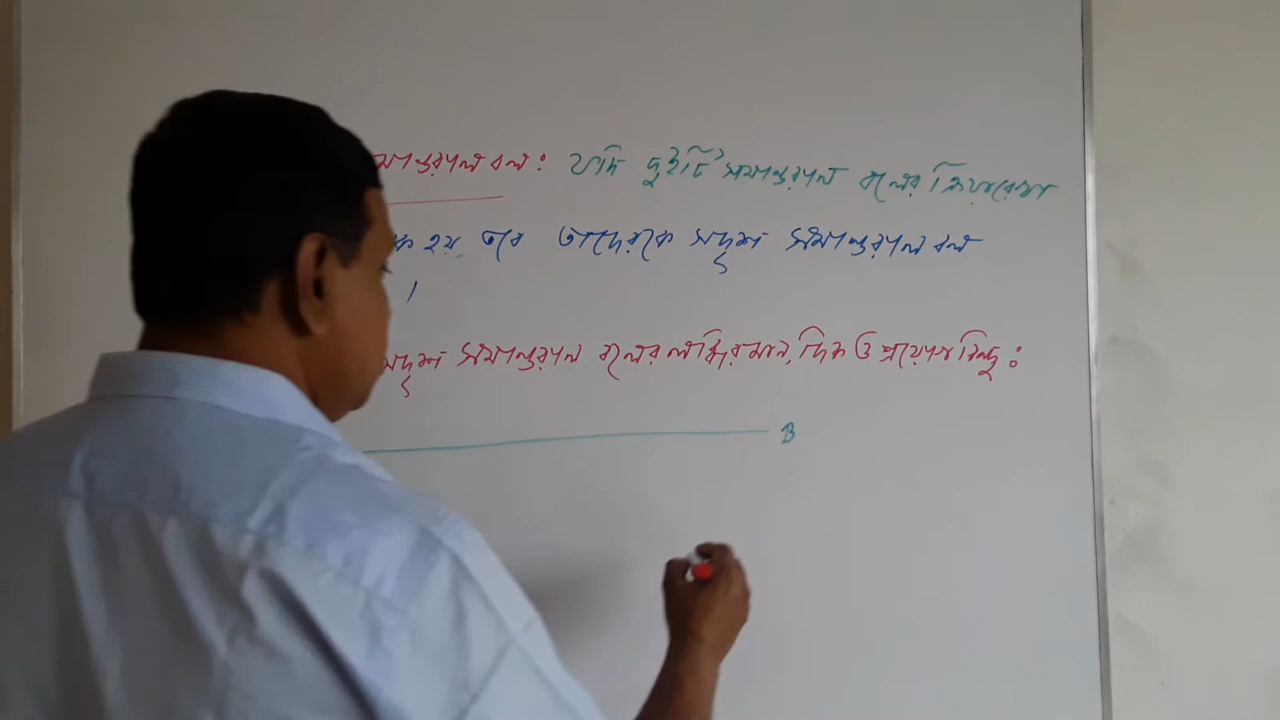 সমান্তরাল বল: যদি দুইটি সমান্তরাল বলের ক্রিয়ারেখা
হয়, তবে তাদেরকে সদৃশ সমান্তরাল বল
।
সদৃশ সমান্তরাল বলের লব্ধির মান, দিক ও প্রয়োগ বিন্দু:
B